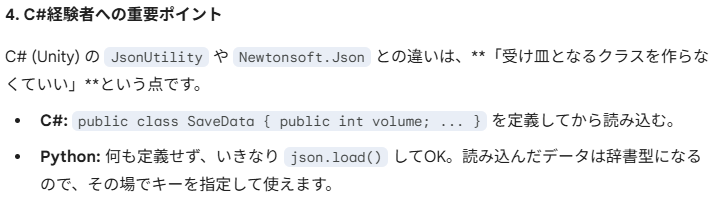 4. C#経験者への重要ポイント
C# (Unity) の JsonUtility や Newtonsoft.Json との違いは、**「受け皿となるクラスを作らな
くていい」**という点です。
• C#: public class SaveData { public int volume; ... } を定義してから読み込む。
• Python: 何も定義せず、いきなり json.load() してOK。読み込んだデータは辞書型になる
ので、その場でキーを指定して使えます。